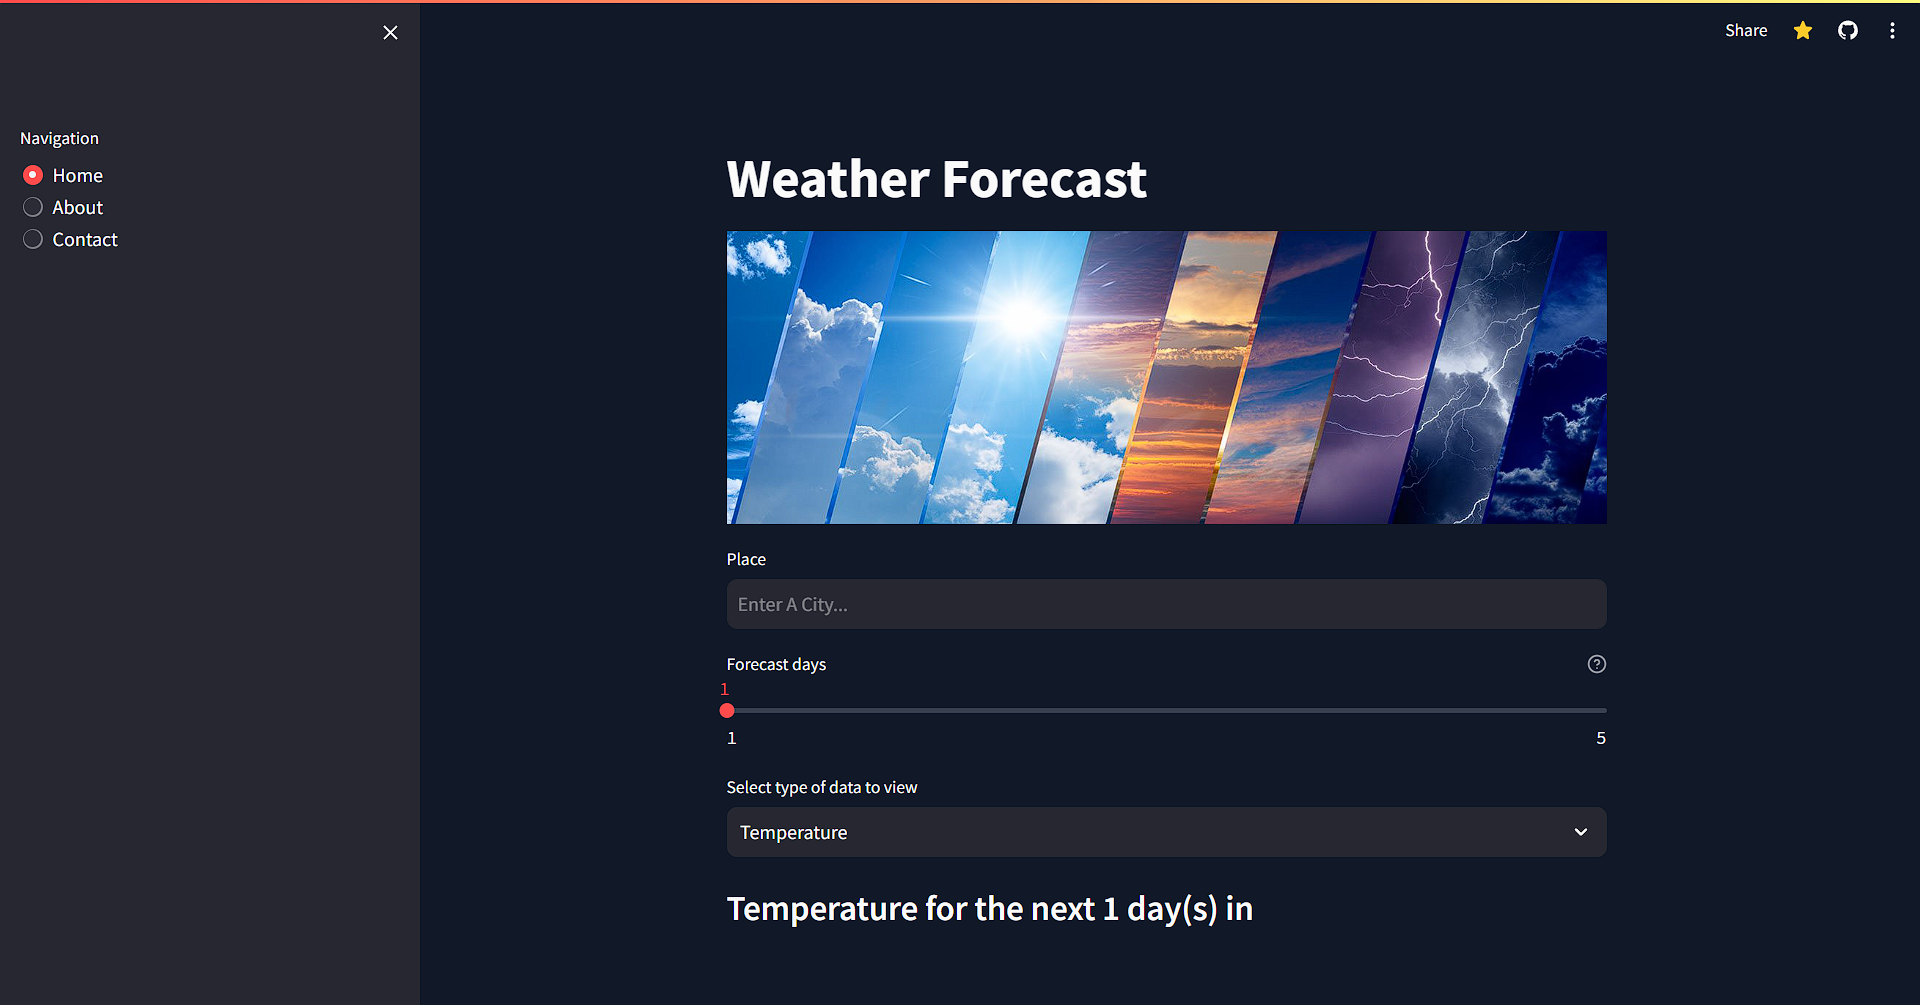 Share
Navigation
Home
About
Contact
Weather Forecast
Place
Enter A City...
Forecast days
1
1
5
Select type of data to view
Temperature
Temperature for the next 1 day(s) in